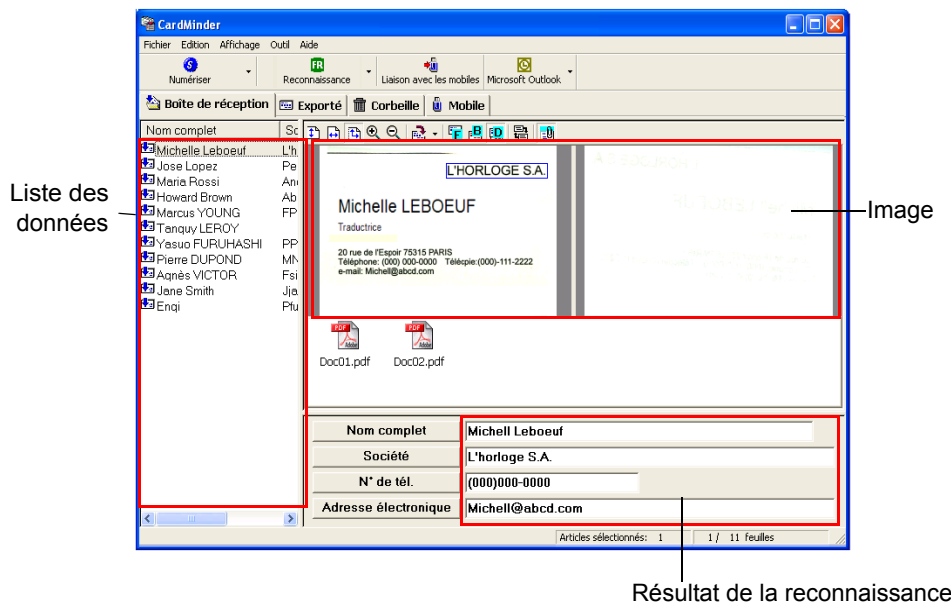 CardMinder
Fichier Edition Affichage Outil Aide
Numériser Reconnaissance Liaison avec les mobiles Microsoft Outlook
Boîte de réception Exporté Corbeille Mobile
Nom complet Sc
Michelle Leboeuf L'h
Jose Lopez Pe
Maria Rossi An
Howard Brown Ab
Marcus YOUNG FP
Tanquy LEROY
Yasuo FURUHASHI PP
Pierre DUPOND MN
Agnès VICTOR Fsi
Jane Smith Jja
Enqi Pfu
Liste des
données
L'HORLOGE S.A.
Michelle LEBOEUF
Traductrice
20 rue de l'Espoir 75315 PARIS
Téléphone: (000) 000-0000 Télécpie:(000)-111-2222
e-mail: Michell@abcd.com
Image
Doc01.pdf Doc02.pdf
Nom complet Michell Leboeuf
Société L'horloge S.A.
N° de tél. (000)000-0000
Adresse électronique Michell@abcd.com
Articles sélectionnés: 1 1 / 11 feuilles
Résultat de la reconnaissance